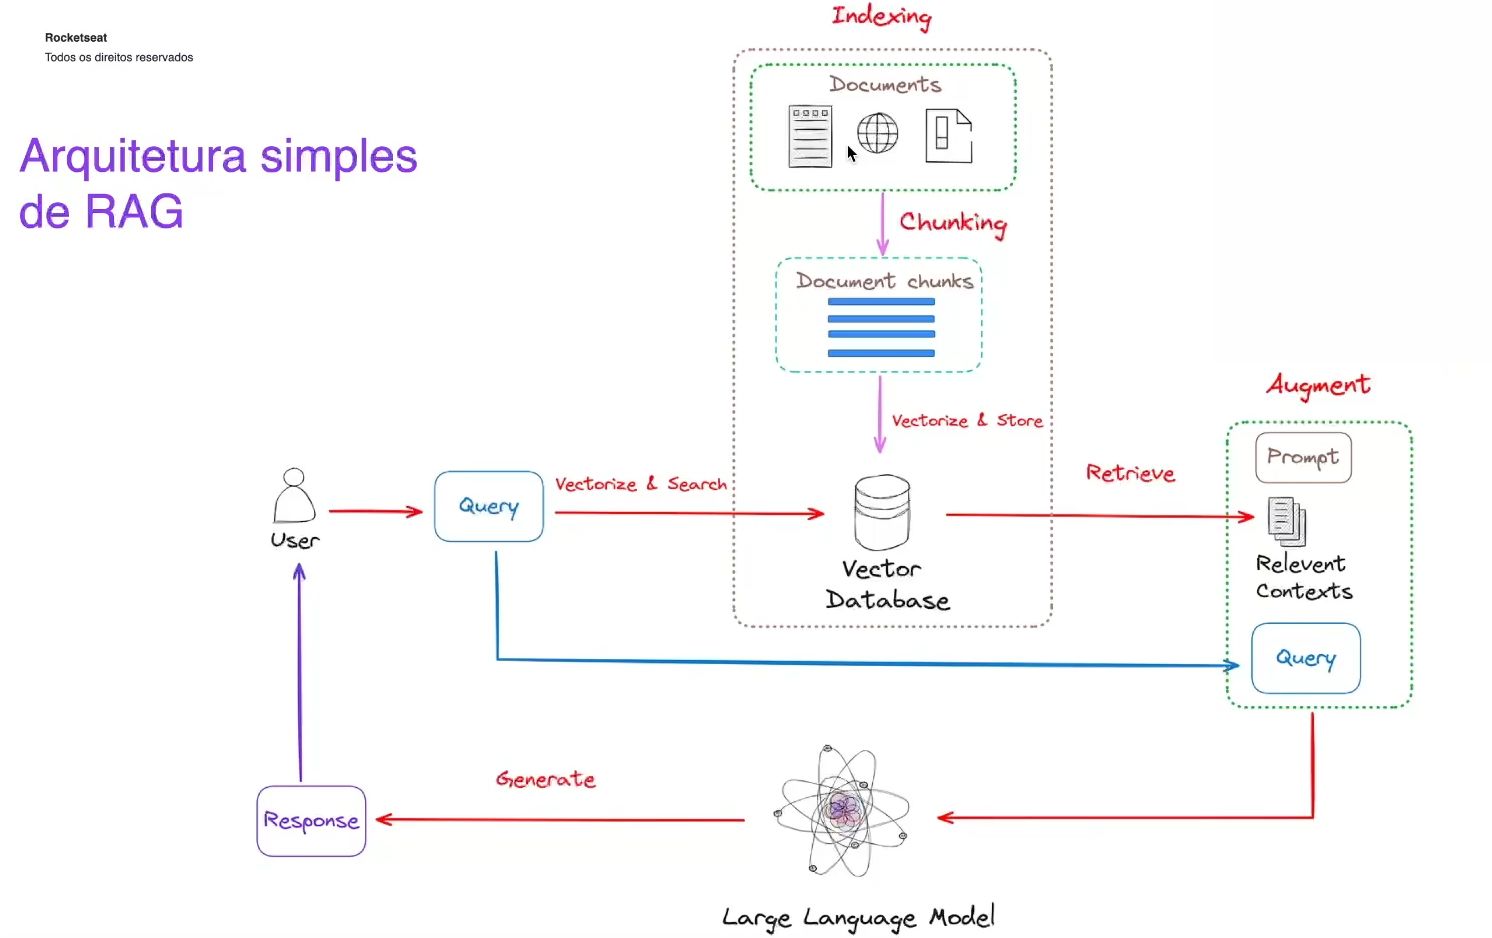 Rocketseat
Todos os direitos reservados
Arquitetura simples
de RAG
Indexing
Documents
Chunking
Document chunks
Vectorize & Store
Augment
Prompt
Retrieve
Relevent
Contexts
Query
User
Query
Vectorize & Search
Vector
Database
Generate
Response
Large Language Model